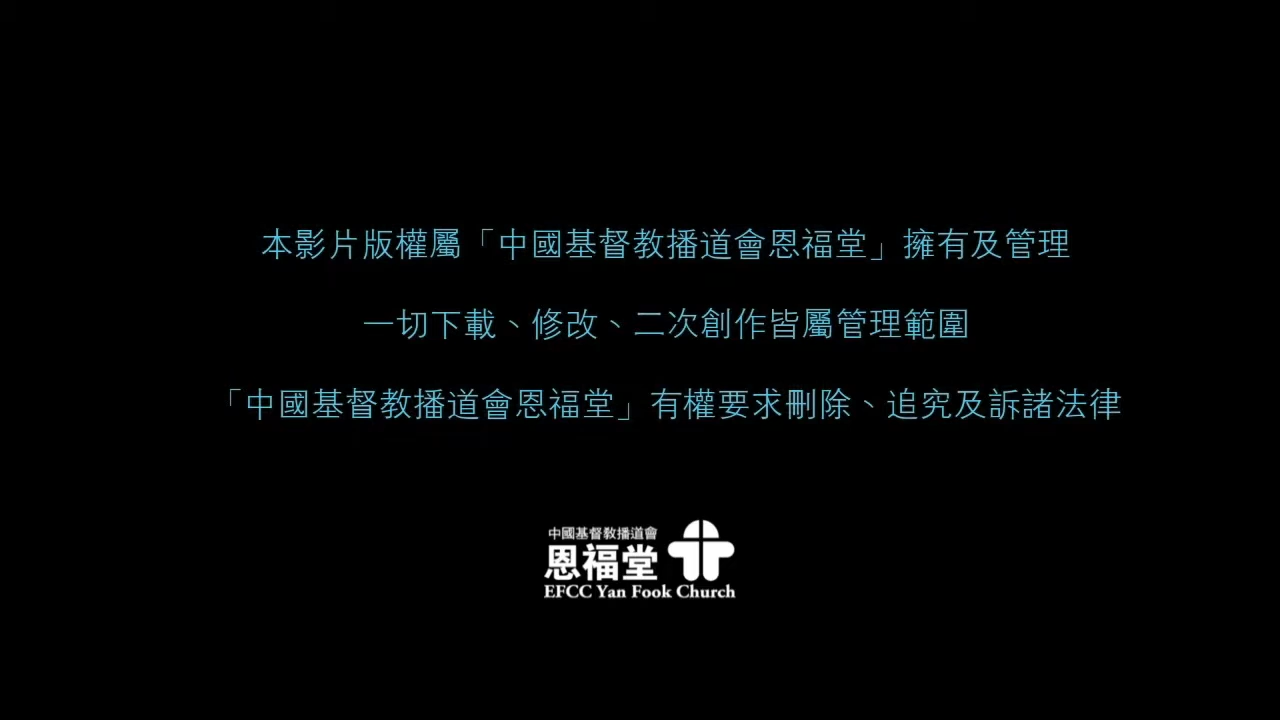 本影片版權屬「中國基督教播道會恩福堂」擁有及管理
一切下載、修改、二次創作皆屬管理範圍
「中國基督教播道會恩福堂」有權要求刪除、追究及訴諸法律
中國基督教播道會
恩福堂
EFCC Yan Fook Church